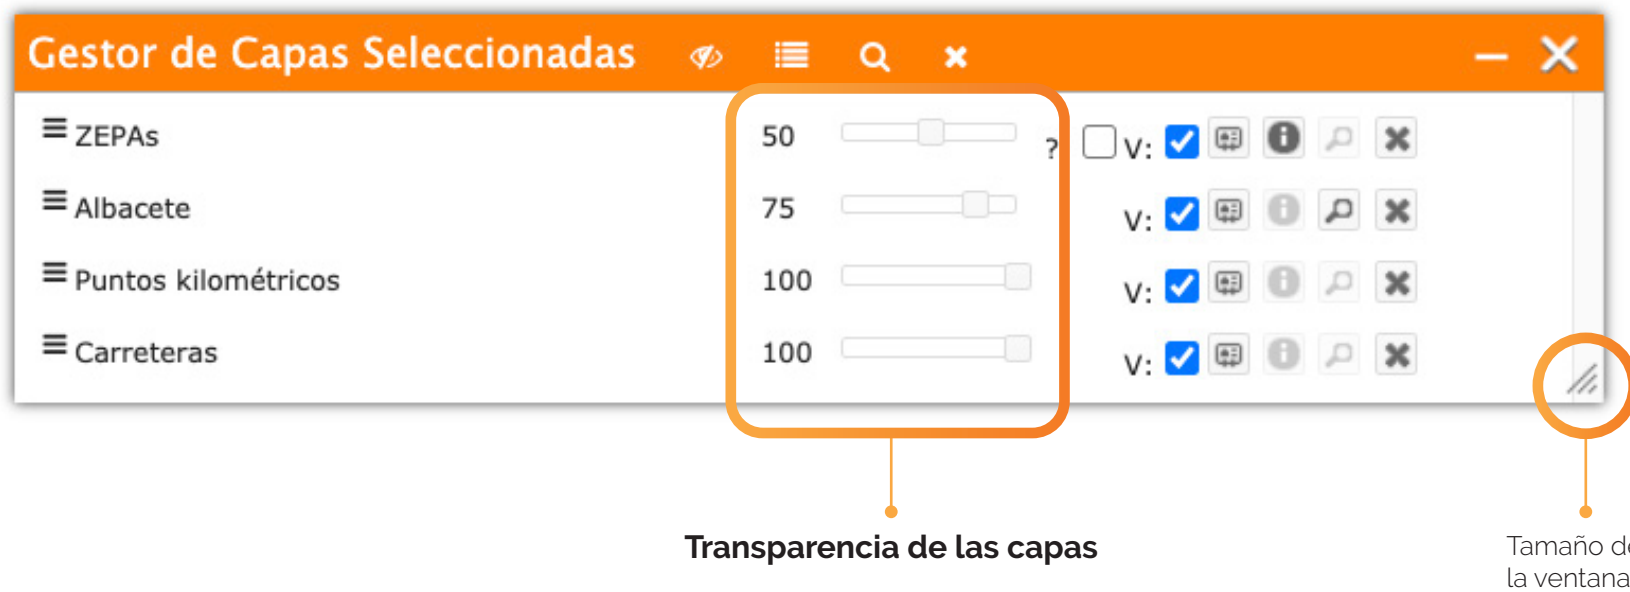 Gestor de Capas Seleccionadas
ZEPAs 50 ? V:
Albacete 75 V:
Puntos kilométricos 100 V:
Carreteras 100 V:
Transparencia de las capas
Tamaño de
la ventana